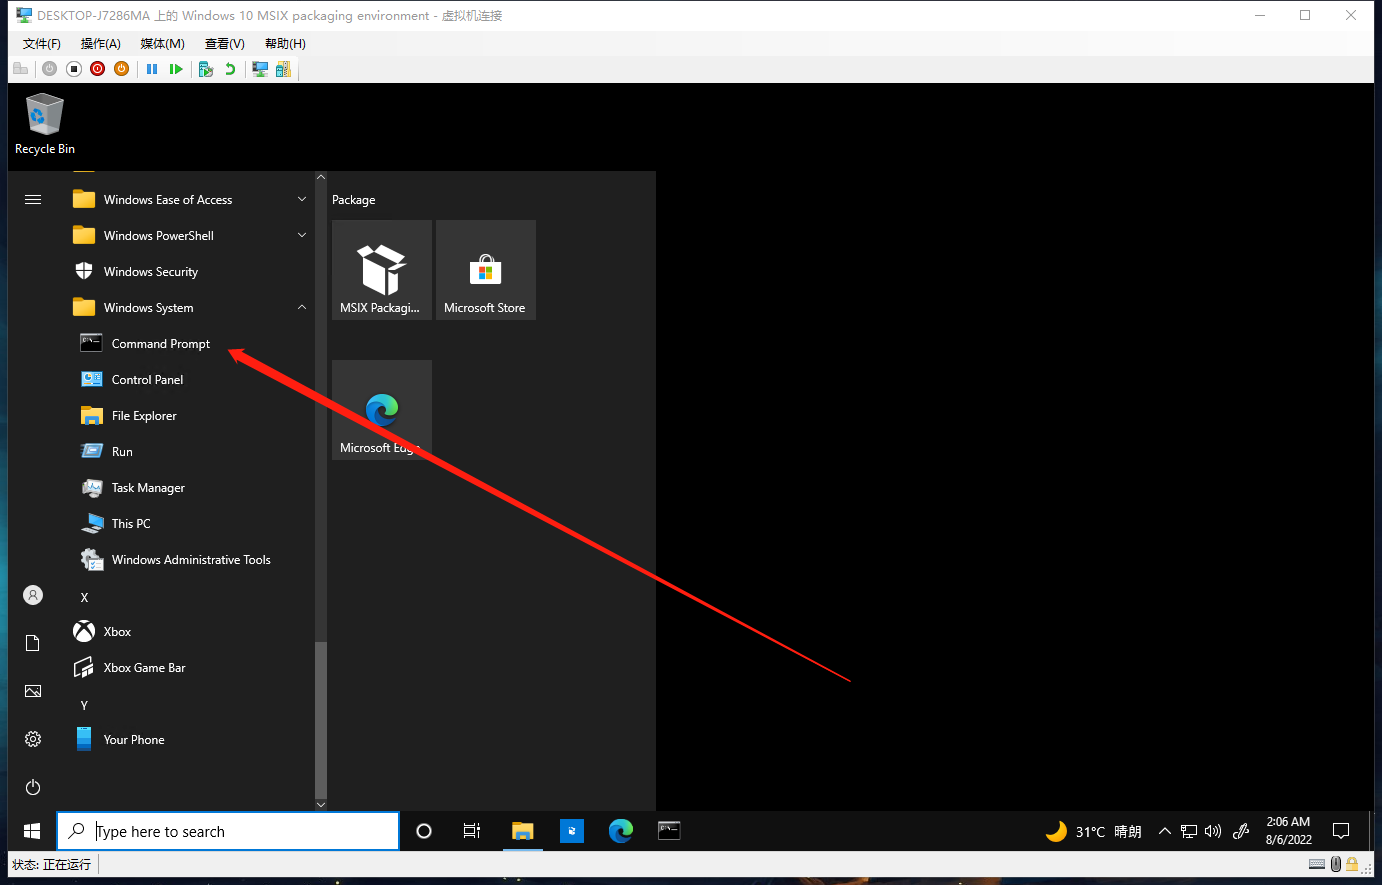 DESKTOP-J7286MA 上的 Windows 10 MSIX packaging environment - 虚拟机连接
文件(F) 操作(A) 媒体(M) 查看(V) 帮助(H)
Recycle Bin
Windows Ease of Access
Windows PowerShell
Windows Security
Windows System
Command Prompt
Control Panel
File Explorer
Run
Task Manager
This PC
Windows Administrative Tools
X
Xbox
Xbox Game Bar
Y
Your Phone
Package
MSIX Packagi...
Microsoft Store
Microsoft Edge
Type here to search
31°C 晴朗
2:06 AM
8/6/2022
状态: 正在运行